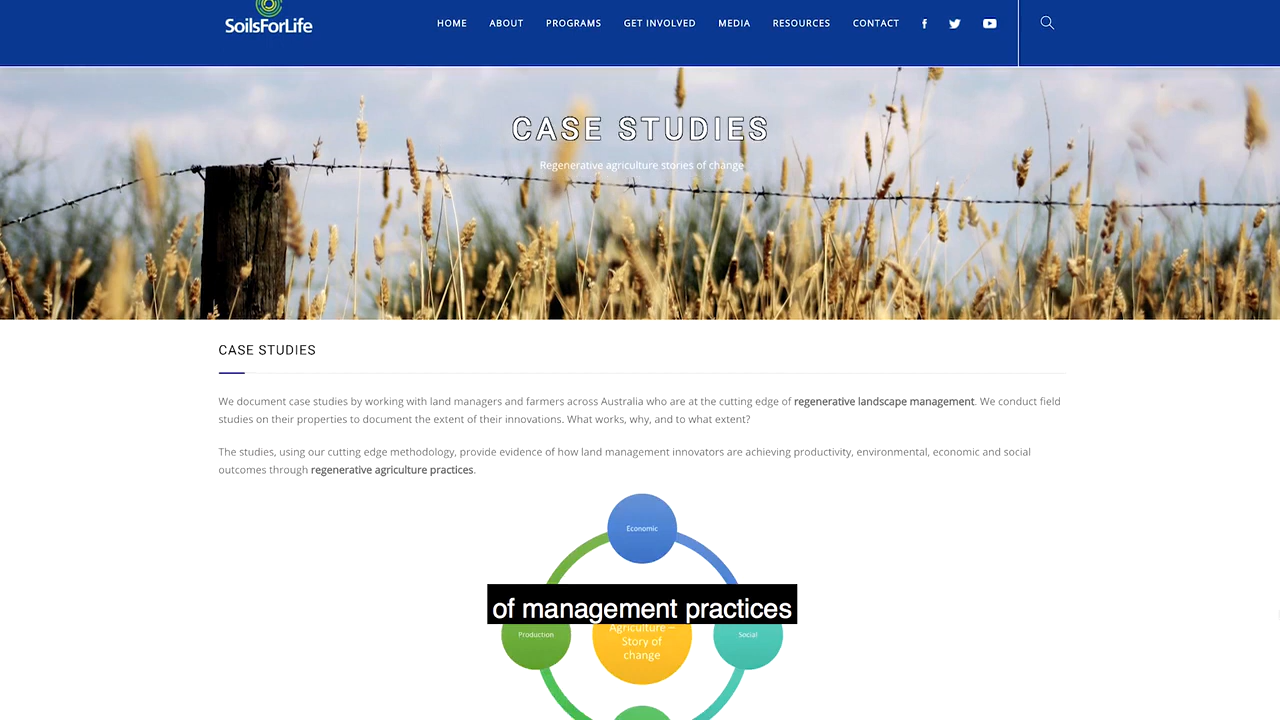 SoilsForLife
HOME ABOUT PROGRAMS GET INVOLVED MEDIA RESOURCES CONTACT
CASE STUDIES
Regenerative agriculture stories of change
CASE STUDIES
We document case studies by working with land managers and farmers across Australia who are at the cutting edge of regenerative landscape management. We conduct field
studies on their properties to document the extent of their innovations. What works, why, and to what extent?
The studies, using our cutting edge methodology, provide evidence of how land management innovators are achieving productivity, environmental, economic and social
outcomes through regenerative agriculture practices.
Economic
of management practices
Production
Agriculture –
Story of
change
Social